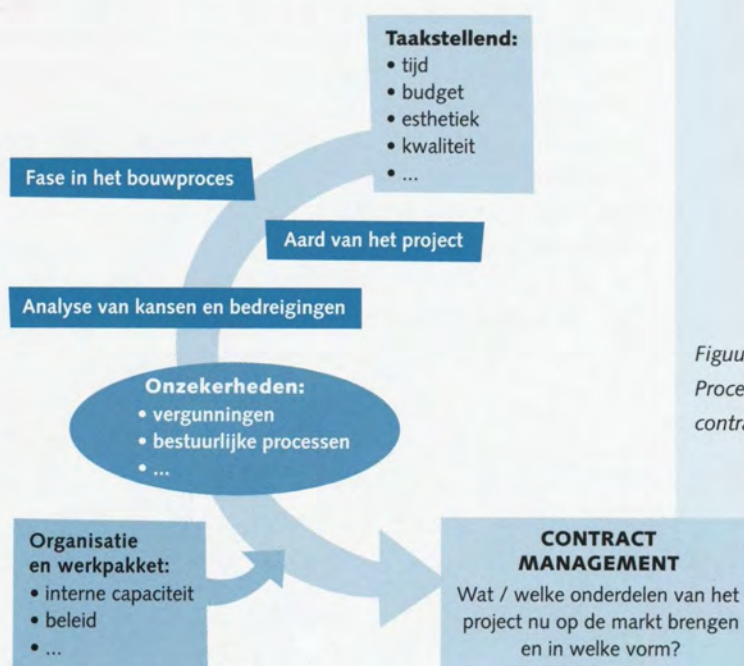 Taakstellend:
• tijd
• budget
• esthetiek
• kwaliteit
• ...
Fase in het bouwproces
Aard van het project
Analyse van kansen en bedreigingen
Onzekerheden:
• vergunningen
• bestuurlijke processen
• ...
Organisatie
en werkpakket:
• interne capaciteit
• beleid
• ...
CONTRACT
MANAGEMENT
Wat / welke onderdelen van het
project nu op de markt brengen
en in welke vorm?